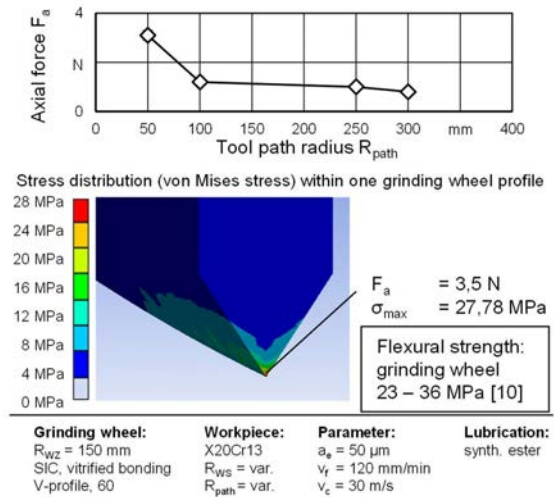 Axial force Fa
4
N
0
0 50 100 150 200 250 300 mm 400
Tool path radius Rpath
Stress distribution (von Mises stress) within one grinding wheel profile
28 MPa
24 MPa
20 MPa
16 MPa
12 MPa
8 MPa
4 MPa
0 MPa
Fa = 3,5 N
σmax = 27,78 MPa
Flexural strength:
grinding wheel
23 – 36 MPa [10]
Grinding wheel:
RWZ = 150 mm
SIC, vitrified bonding
V-profile, 60
Workpiece:
X20Cr13
RWS = var.
Rpath = var.
Parameter:
ae = 50 µm
vf = 120 mm/min
vc = 30 m/s
Lubrication:
synth. ester